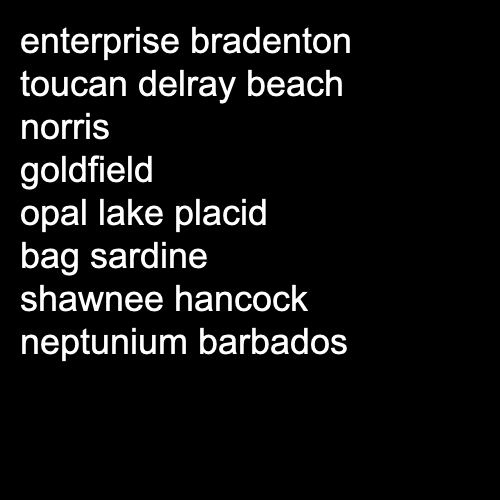 enterprise bradenton
toucan delray beach
norris
goldfield
opal lake placid
bag sardine
shawnee hancock
neptunium barbados